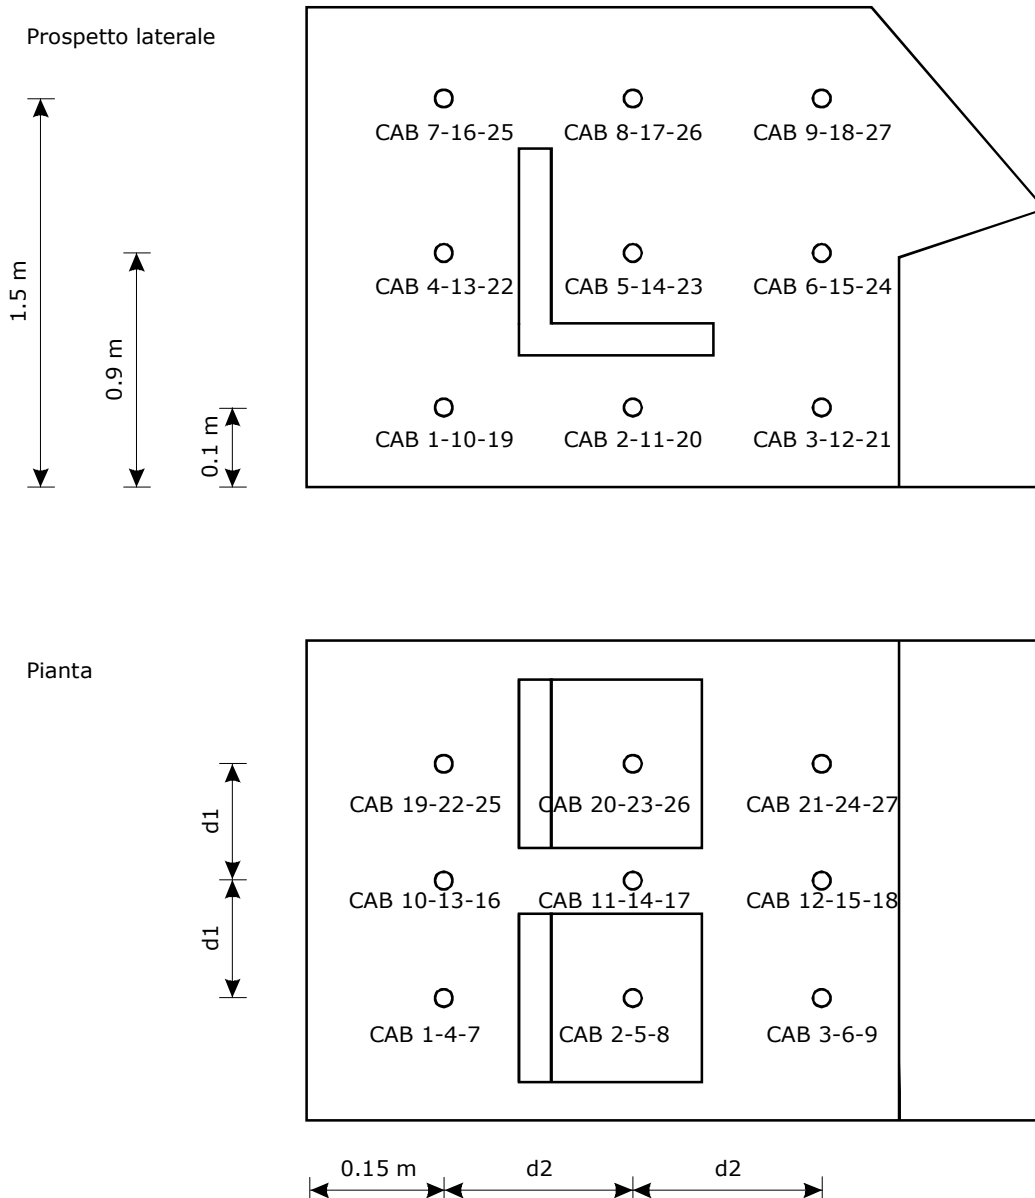 Prospetto laterale
CAB 7-16-25
CAB 8-17-26
CAB 9-18-27
CAB 4-13-22
CAB 5-14-23
CAB 6-15-24
CAB 1-10-19
CAB 2-11-20
CAB 3-12-21
1.5 m
0.9 m
0.1 m
Pianta
CAB 19-22-25
CAB 20-23-26
CAB 21-24-27
CAB 10-13-16
CAB 11-14-17
CAB 12-15-18
CAB 1-4-7
CAB 2-5-8
CAB 3-6-9
d1
d1
0.15 m
d2
d2